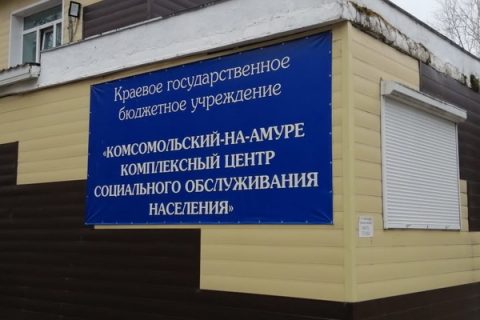 Краевое государственное
бюджетное учреждение
«КОМСОМОЛЬСКИЙ-НА-АМУРЕ
КОМПЛЕКСНЫЙ ЦЕНТР
СОЦИАЛЬНОГО ОБСЛУЖИВАНИЯ
НАСЕЛЕНИЯ»